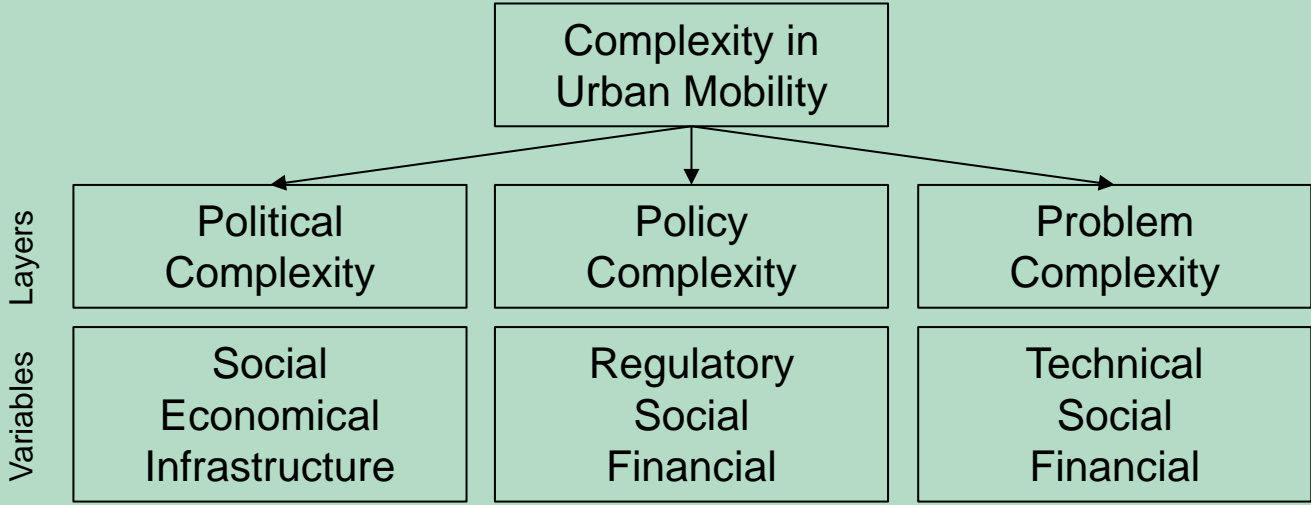 Complexity in
Urban Mobility
Layers
Political
Complexity
Policy
Complexity
Problem
Complexity
Variables
Social
Economical
Infrastructure
Regulatory
Social
Financial
Technical
Social
Financial